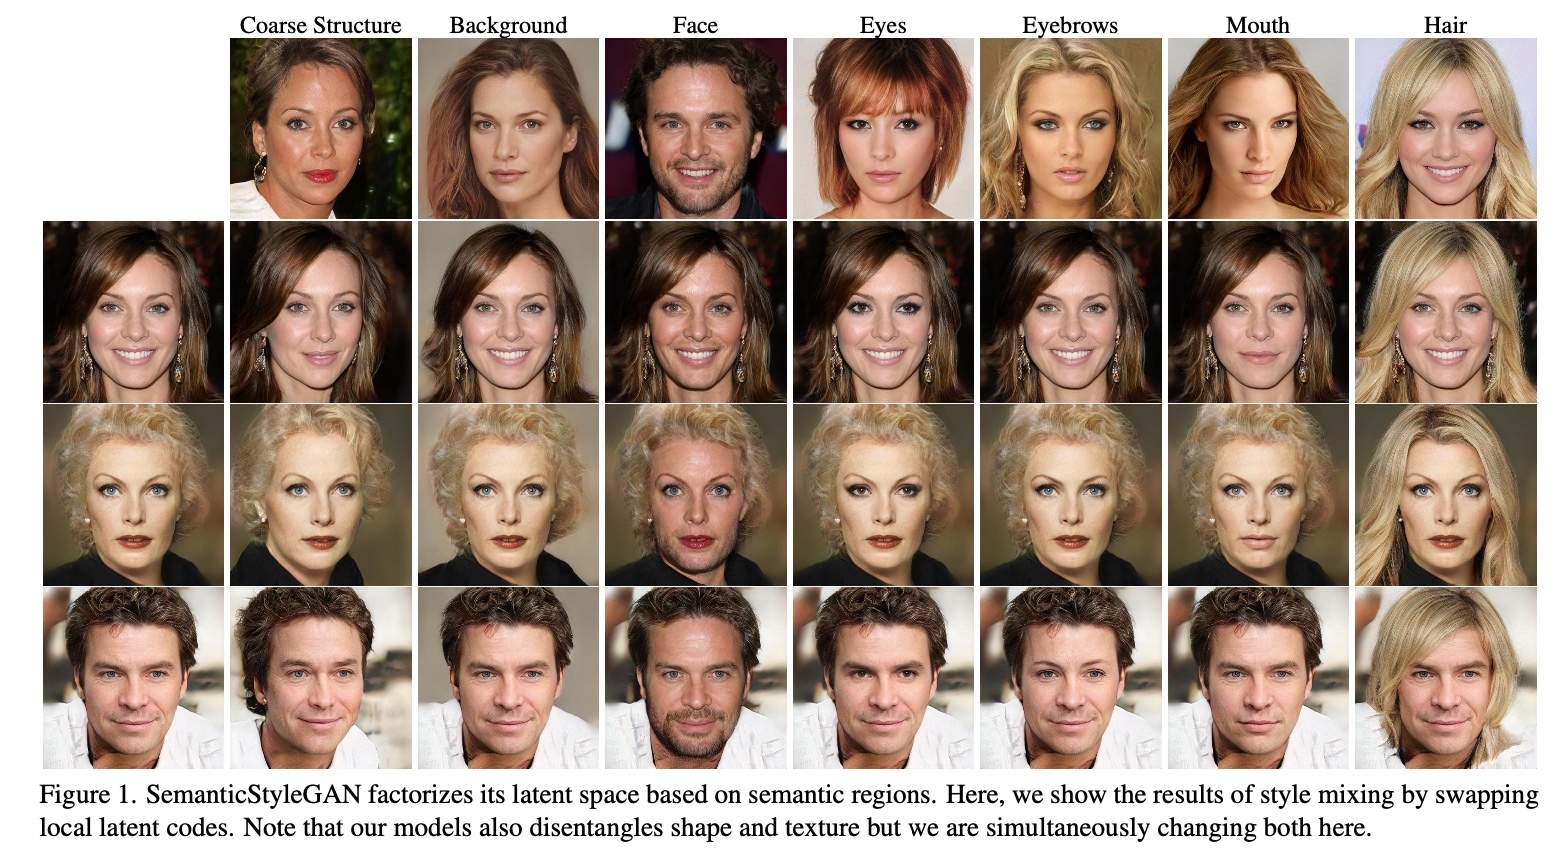 Coarse Structure Background Face Eyes Eyebrows Mouth Hair
Figure 1. SemanticStyleGAN factorizes its latent space based on semantic regions. Here, we show the results of style mixing by swapping
local latent codes. Note that our models also disentangles shape and texture but we are simultaneously changing both here.